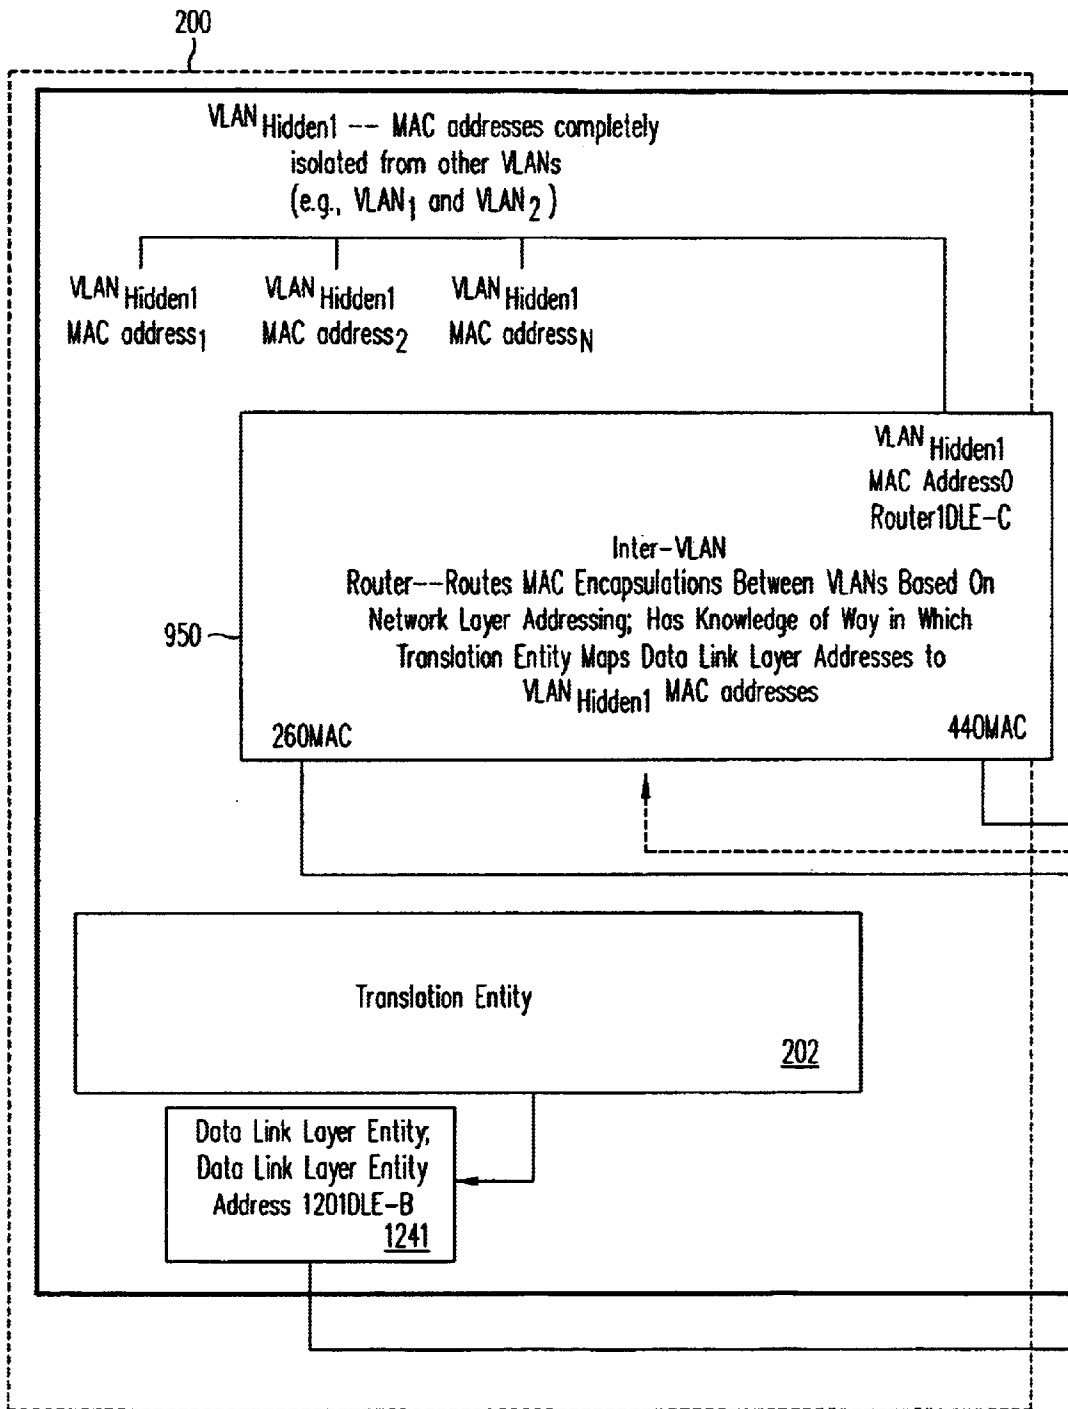 200
VLAN Hidden1 -- MAC addresses completely
isolated from other VLANs
(e.g., VLAN1 and VLAN2)
VLAN Hidden1 VLAN Hidden1 VLAN Hidden1
MAC address1 MAC address2 MAC addressN
VLAN Hidden1
MAC Address0
Router1DLE-C
Inter-VLAN
Router--Routes MAC Encapsulations Between VLANs Based On
Network Layer Addressing; Has Knowledge of Way in Which
950
Translation Entity Maps Data Link Layer Addresses to
VLAN Hidden1 MAC addresses
260MAC
440MAC
Translation Entity
202
Data Link Layer Entity;
Data Link Layer Entity
Address 1201DLE-B
1241